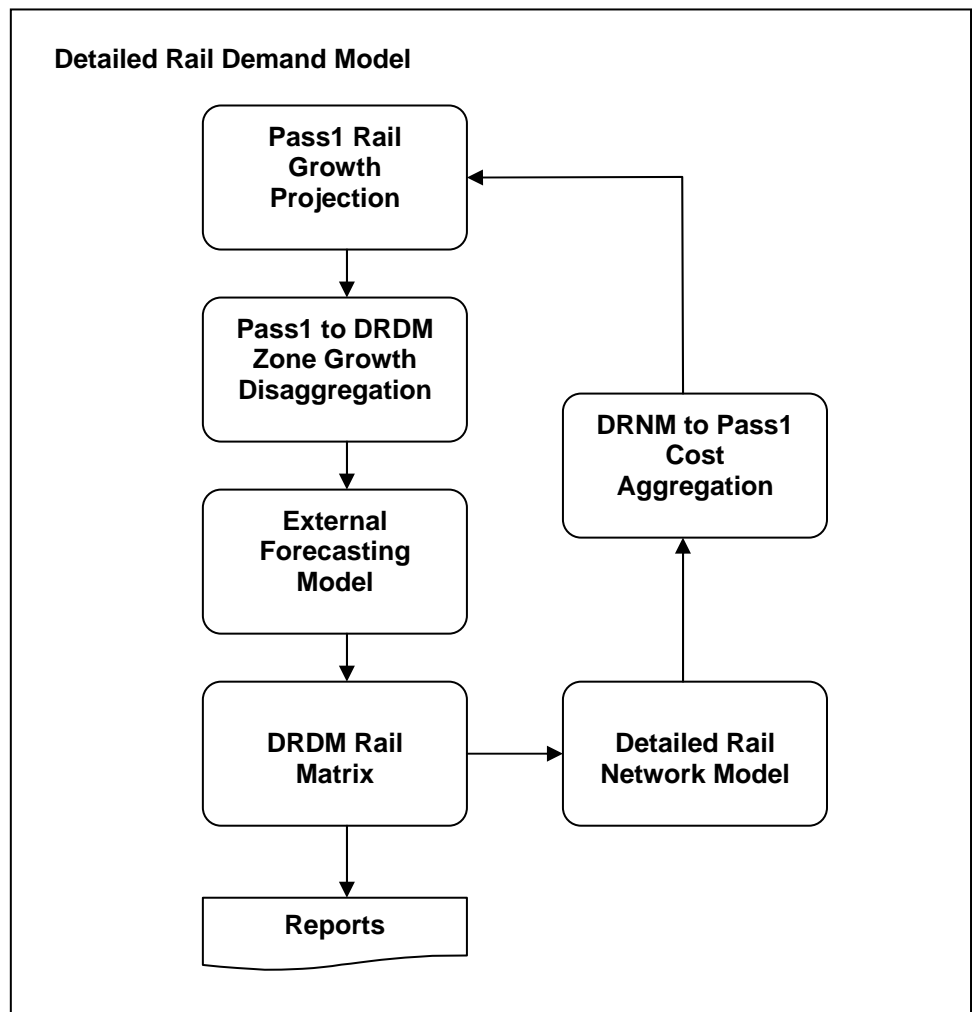 Detailed Rail Demand Model
Pass1 Rail
Growth
Projection
Pass1 to DRDM
Zone Growth
Disaggregation
DRNM to Pass1
Cost
Aggregation
External
Forecasting
Model
DRDM Rail
Matrix
Detailed Rail
Network Model
Reports